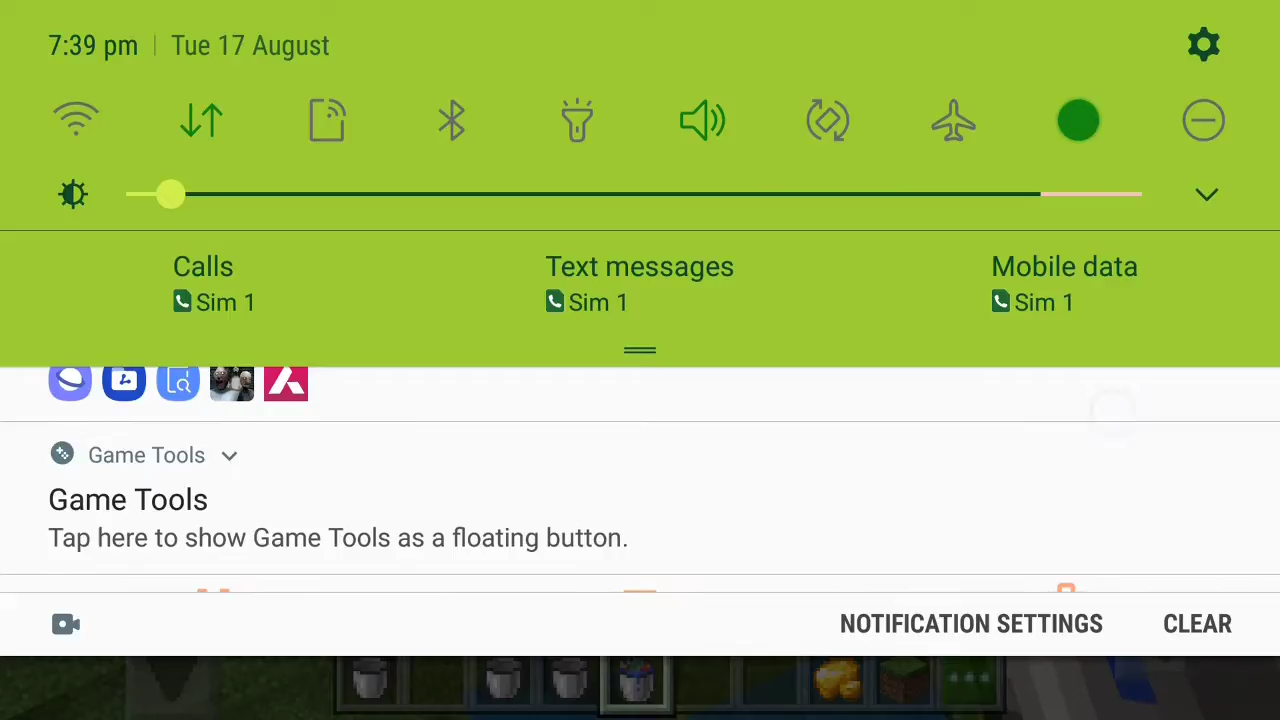 7:39 pm | Tue 17 August
Calls
Sim 1
Text messages
Sim 1
Mobile data
Sim 1
Game Tools
Game Tools
Tap here to show Game Tools as a floating button.
NOTIFICATION SETTINGS
CLEAR